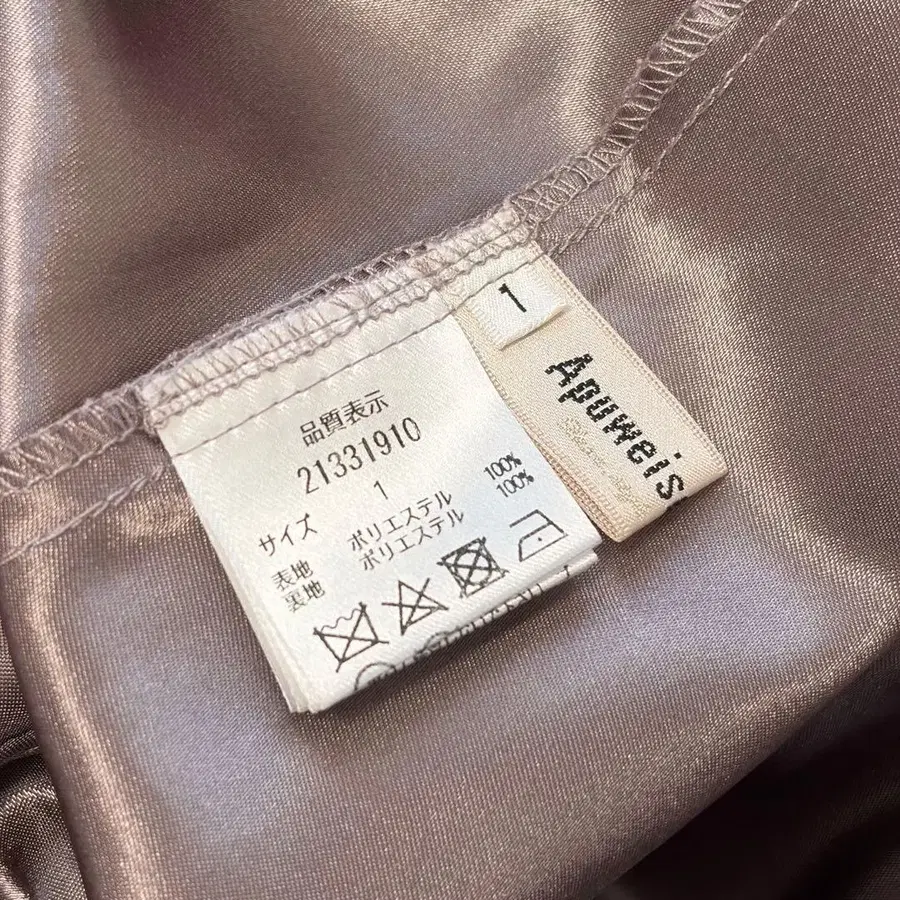 品質表示
21331910
サイズ 1
表地 ポリエステル 100%
裏地 ポリエステル 100%
1
Apuweis